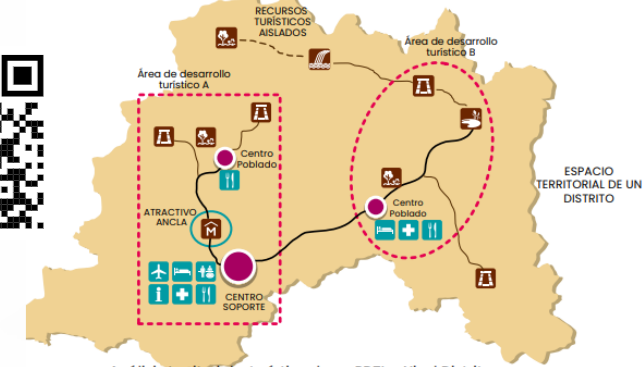 RECURSOS
TURÍSTICOS
AISLADOS
Área de desarrollo
turístico B
Área de desarrollo
turístico A
Centro
Poblado
ESPACIO
TERRITORIAL DE UN
DISTRITO
Centro
Poblado
ATRACTIVO
ANCLA
M
CENTRO
SOPORTE